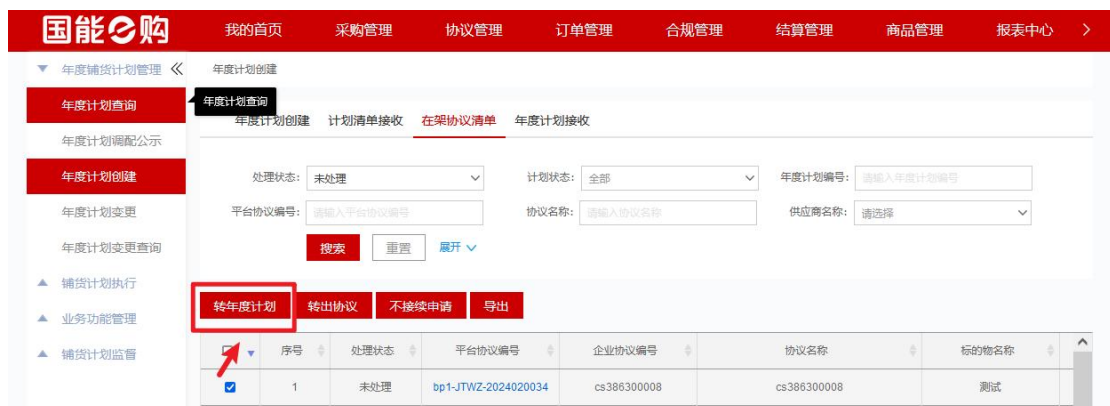 国能e购 我的首页 采购管理 协议管理 订单管理 合规管理 结算管理 商品管理 报表中心
年度铺货计划管理 年度计划创建
年度计划查询 年度计划查询
年度计划创建 计划清单接收 在架协议清单 年度计划接收
年度计划调配公示
年度计划创建 处理状态: 未处理 计划状态: 全部 年度计划编号: 请输入年度计划编号
年度计划变更 平台协议编号: 请输入平台协议编号 协议名称: 请输入协议名称 供应商名称: 请选择
年度计划变更查询 搜索 重置 展开
铺货计划执行
转年度计划 转出协议 不接续申请 导出
业务功能管理
铺货计划监督 序号 处理状态 平台协议编号 企业协议编号 协议名称 标的物名称
1 未处理 bp1-JTWZ-2024020034 cs386300008 cs386300008 测试